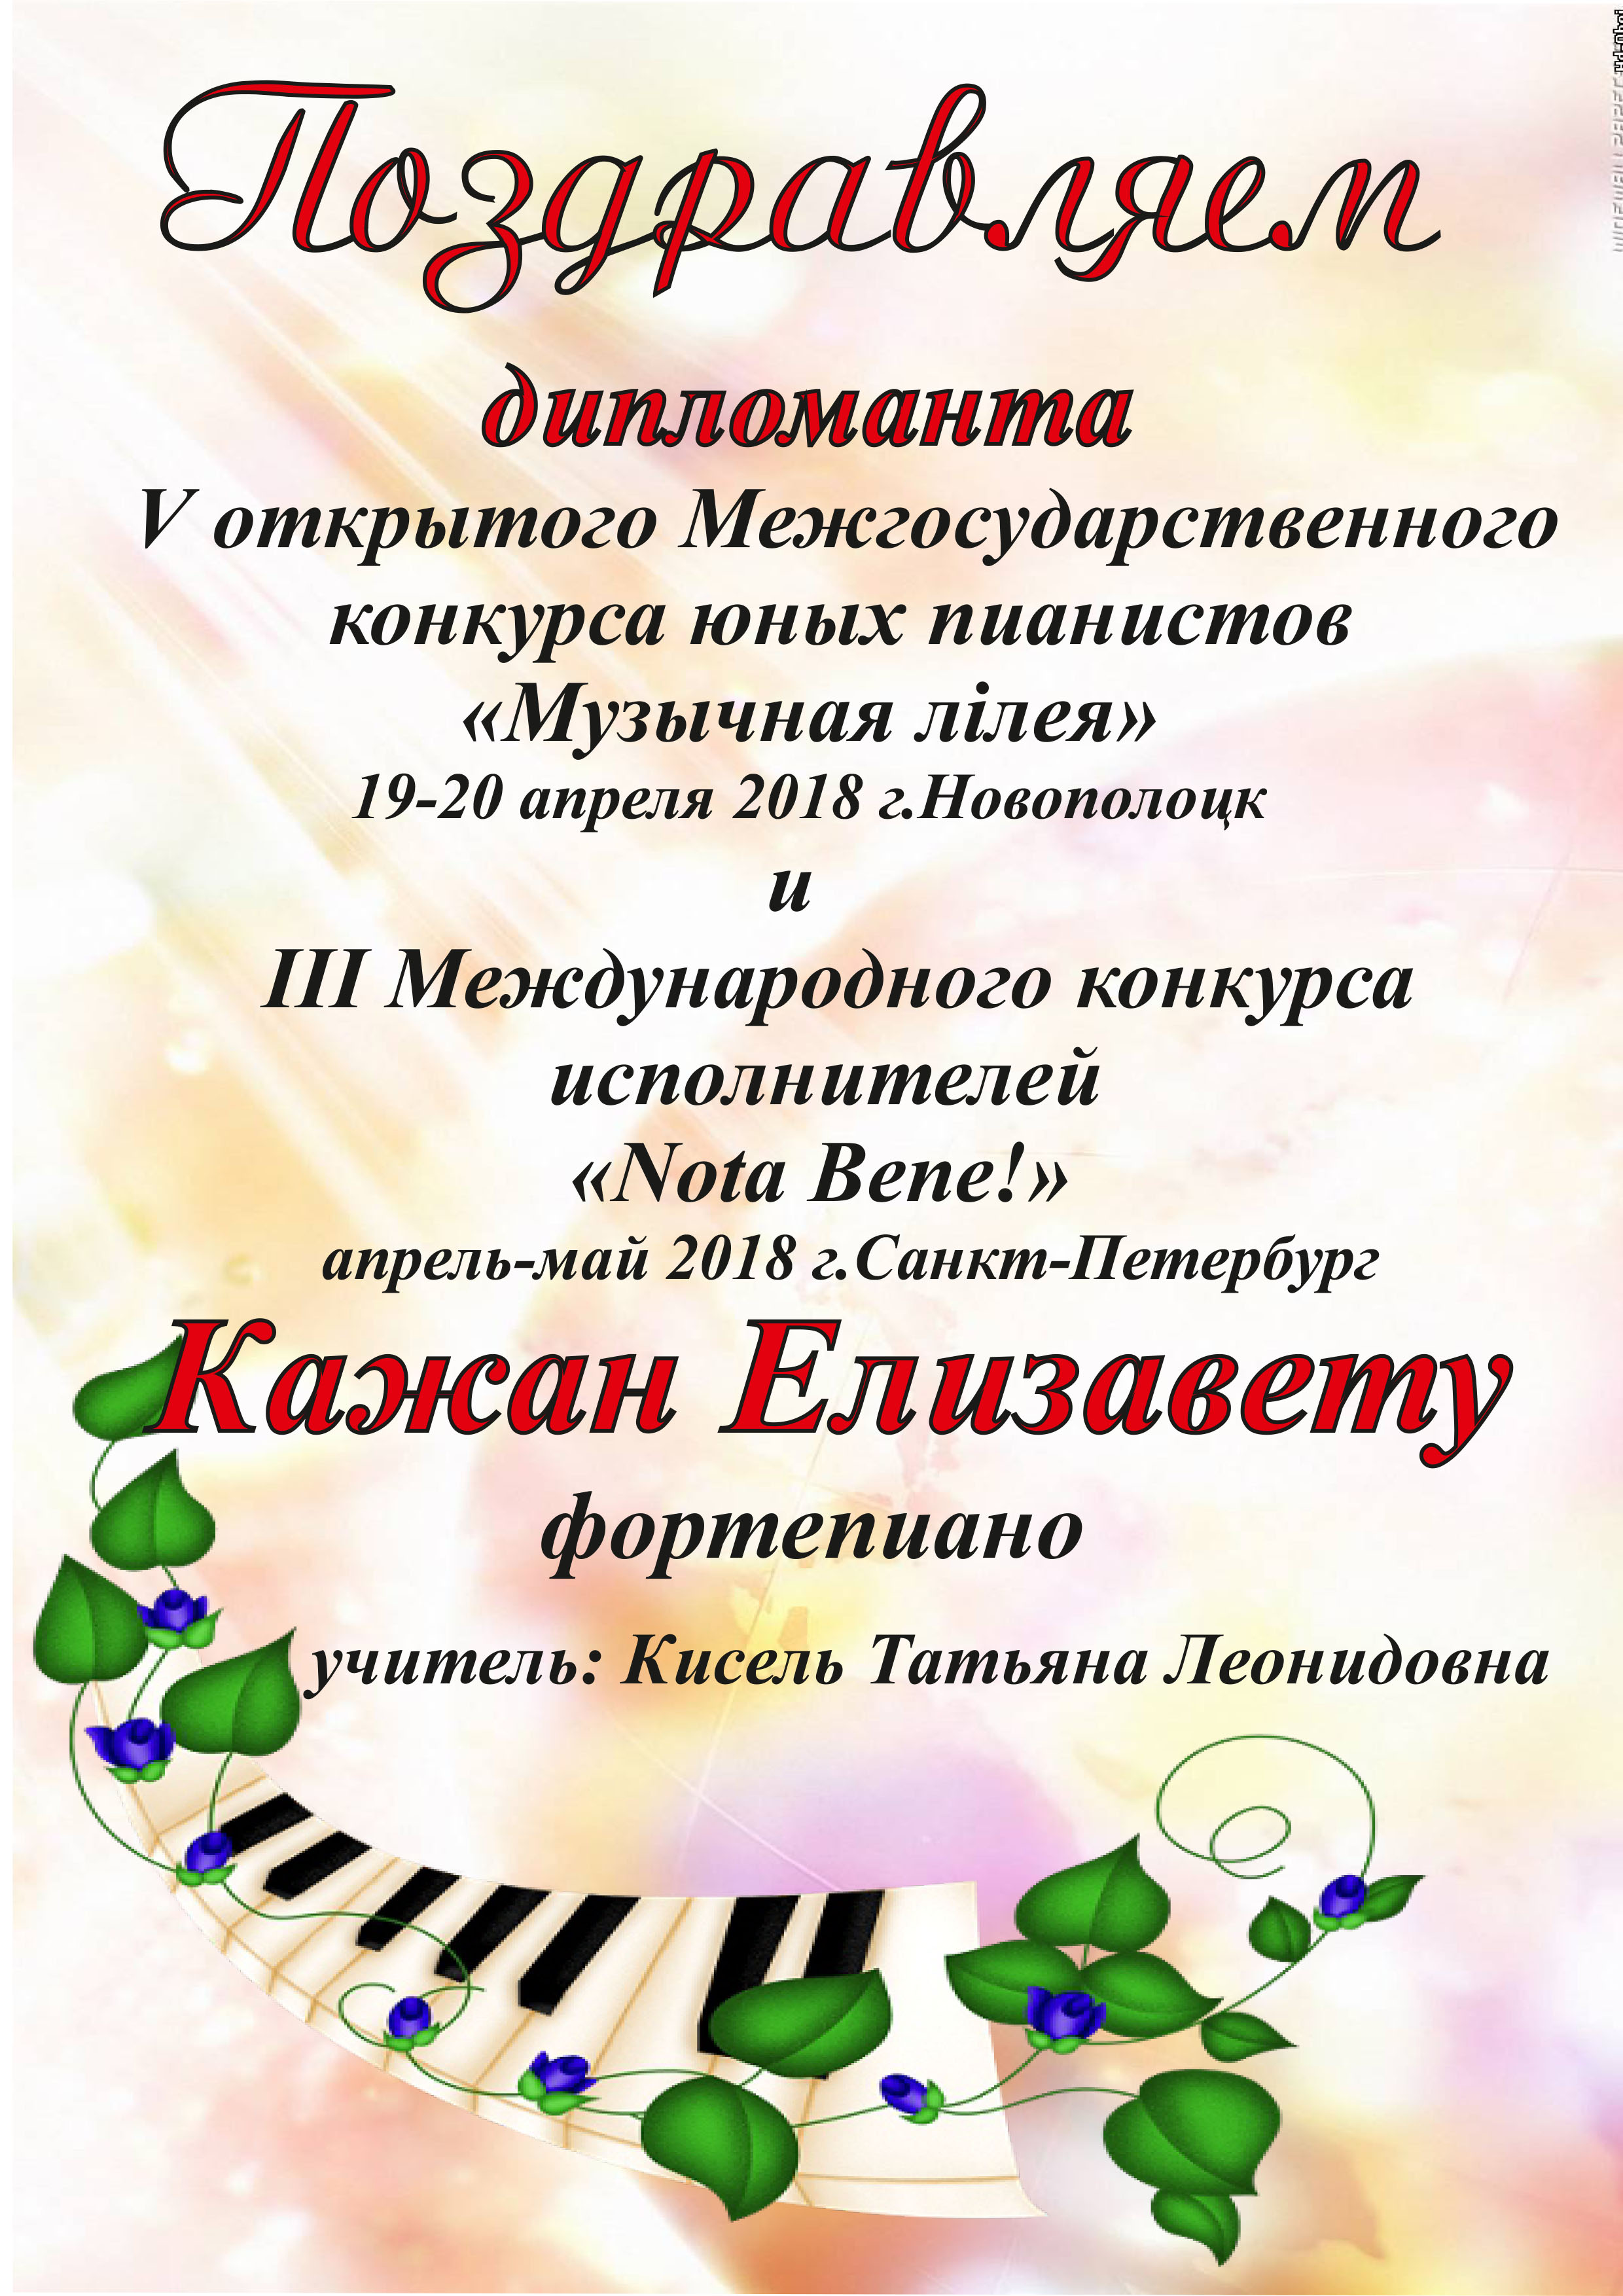 Поздравляем
дипломанта
V открытого Межгосударственного
конкурса юных пианистов
«Музычная лілея»
19-20 апреля 2018 г.Новополоцк
и
III Международного конкурса
исполнителей
«Nota Bene!»
апрель-май 2018 г.Санкт-Петербург
Кажан Елизавету
фортепиано
учитель: Кисель Татьяна Леонидовна